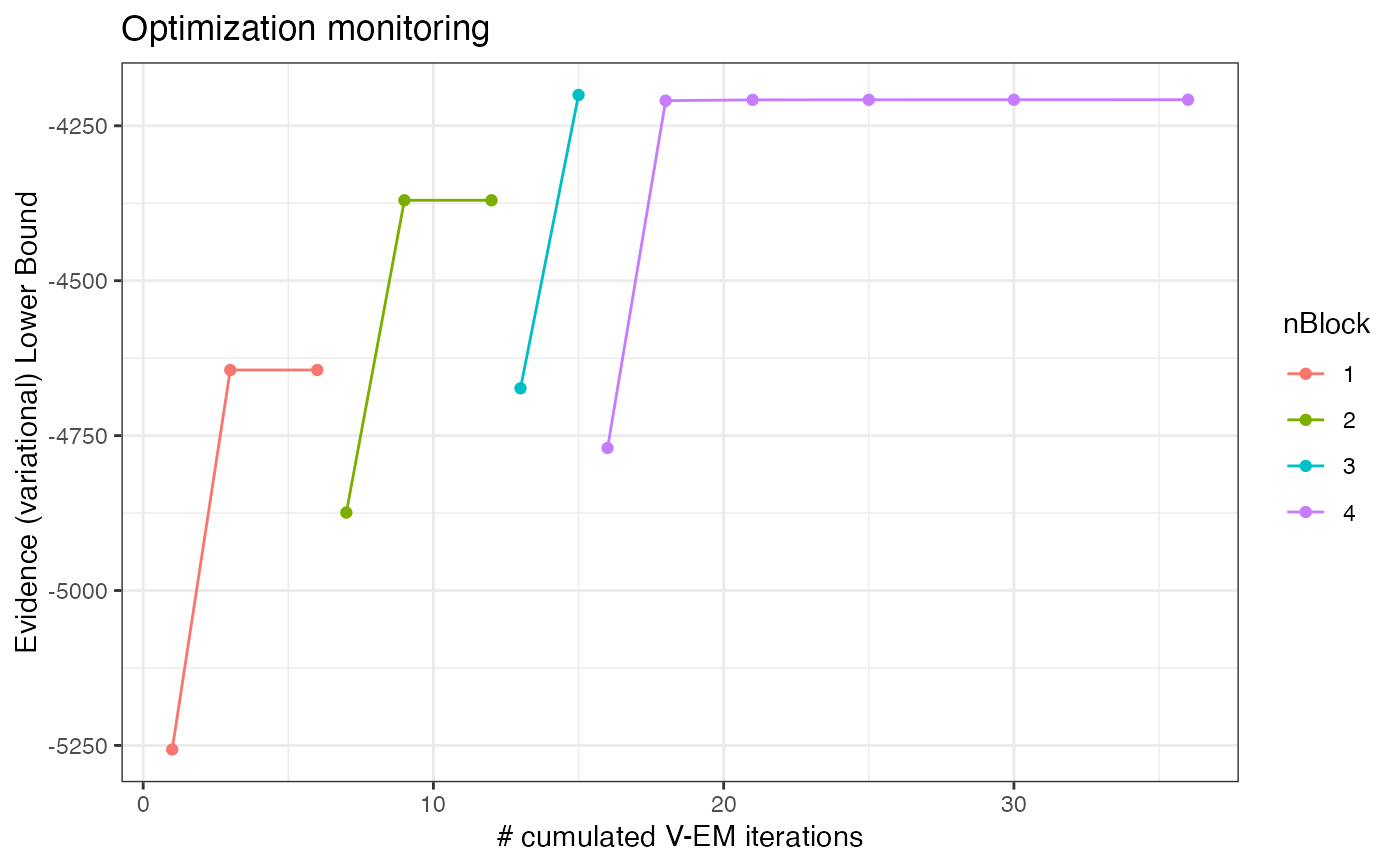 Optimization monitoring
Evidence (variational) Lower Bound
-4250
-4500
-4750
-5000
-5250
0 10 20 30
# cumulated V-EM iterations
nBlock
1
2
3
4